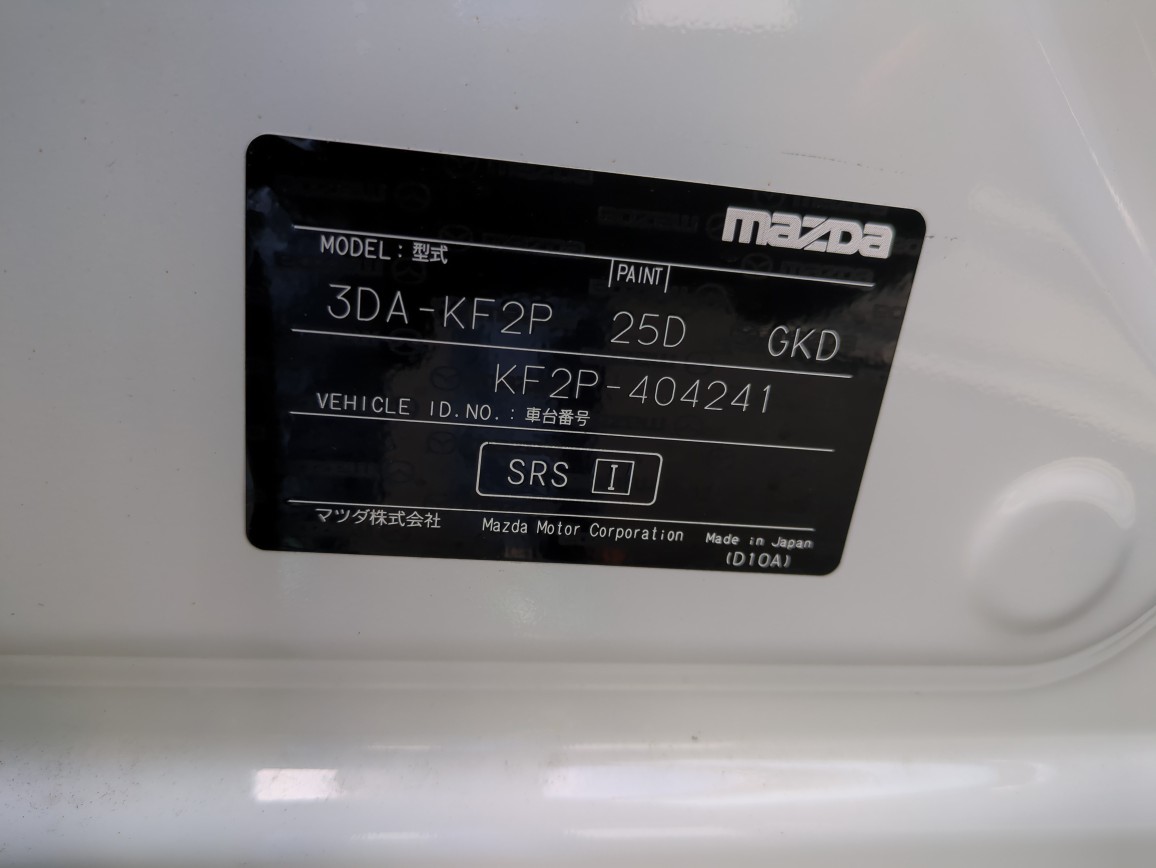 mazda
MODEL : 型式
PAINT
3DA-KF2P 25D GKD
KF2P-404241
VEHICLE ID.NO. : 車台番号
SRS I
マツダ株式会社 Mazda Motor Corporation Made in Japan
(D10A)